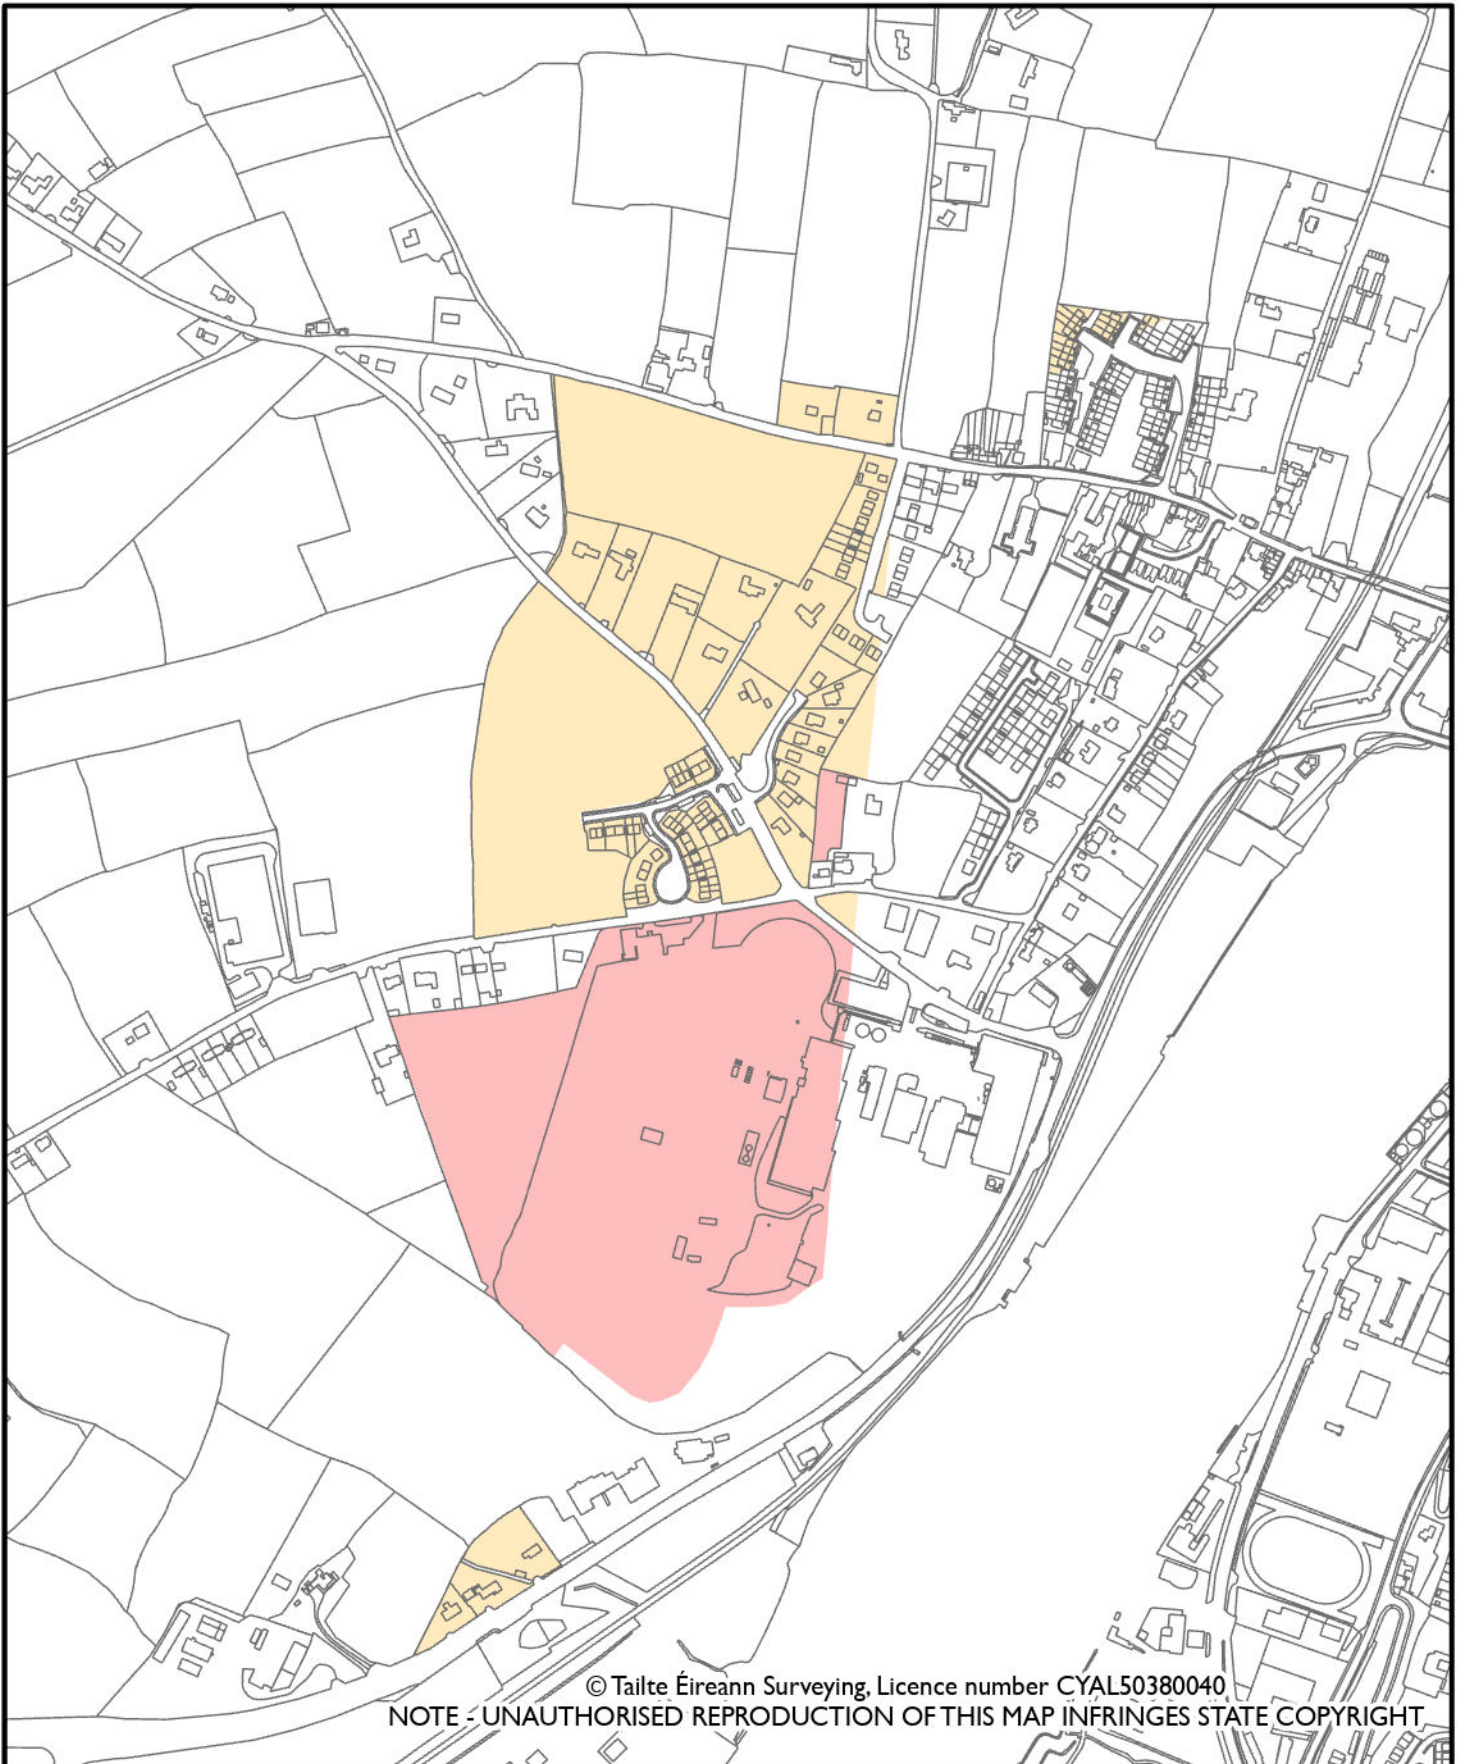 © Tailte Éireann Surveying, Licence number CYAL50380040
NOTE - UNAUTHORISED REPRODUCTION OF THIS MAP INFRINGES STATE COPYRIGHT